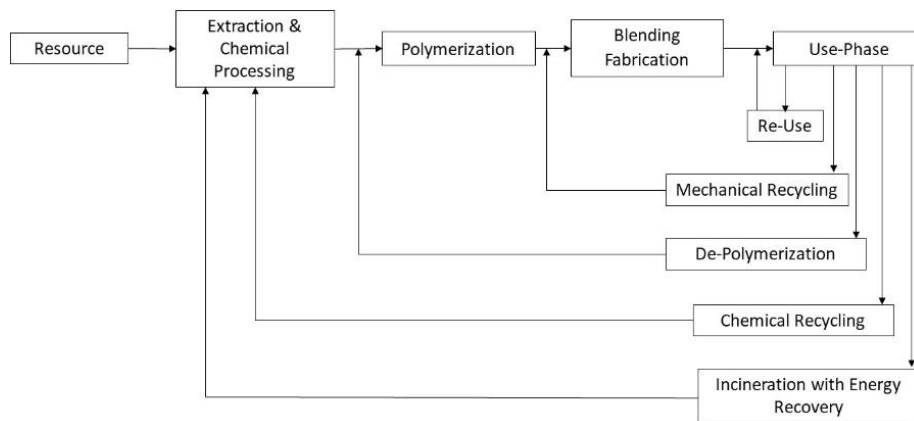 Resource
Extraction &
Chemical
Processing
Polymerization
Blending
Fabrication
Use-Phase
Re-Use
Mechanical Recycling
De-Polymerization
Chemical Recycling
Incineration with Energy
Recovery